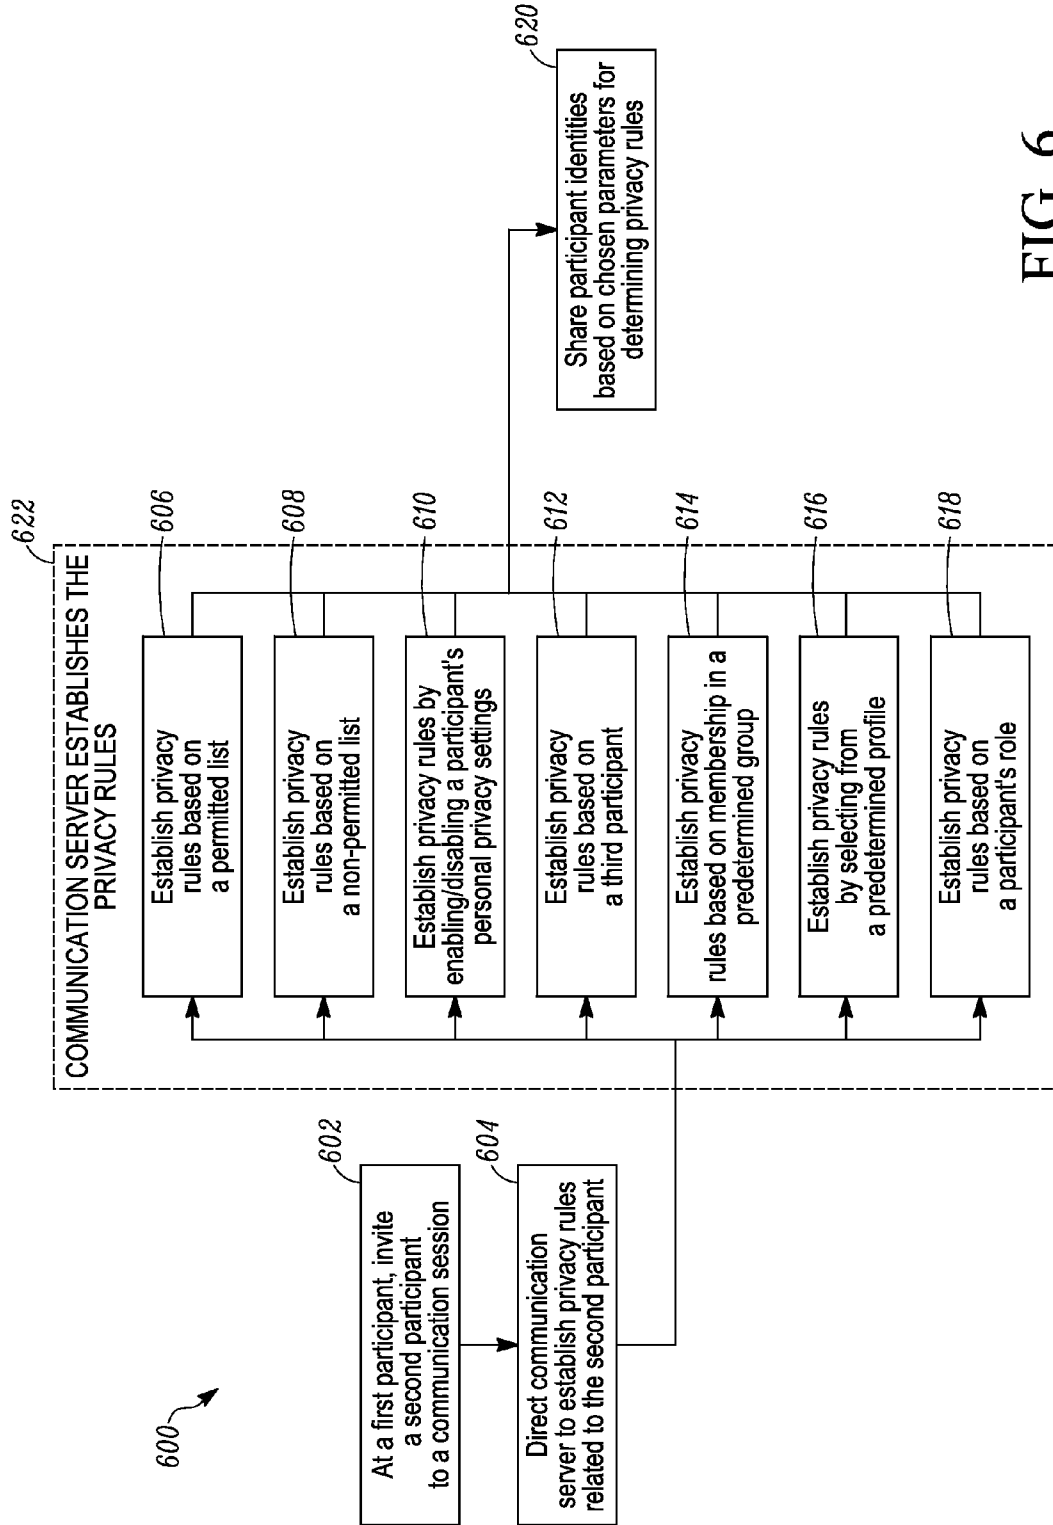 600
602
At a first participant, invite
a second participant
to a communication session
604
Direct communication
server to establish privacy rules
related to the second participant
622
COMMUNICATION SERVER ESTABLISHES THE
PRIVACY RULES
606
Establish privacy
rules based on
a permitted list
608
Establish privacy
rules based on
a non-permitted list
610
Establish privacy rules by
enabling/disabling a participant's
personal privacy settings
612
Establish privacy
rules based on
a third participant
614
Establish privacy
rules based on membership in a
predetermined group
616
Establish privacy rules
by selecting from
a predetermined profile
618
Establish privacy
rules based on
a participant's role
620
Share participant identities
based on chosen parameters for
determining privacy rules
FIG. 6